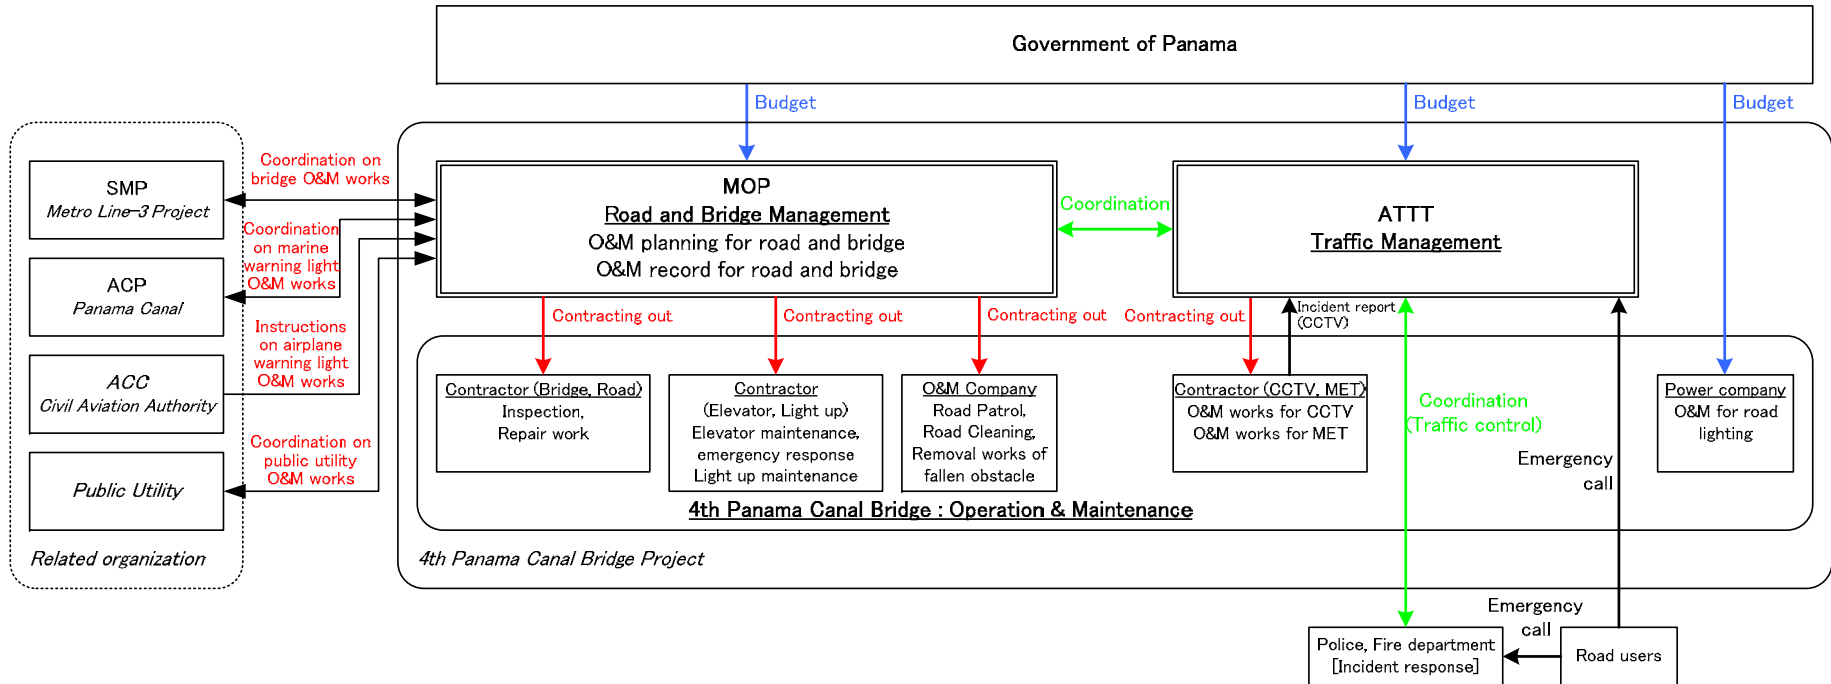 Government of Panama
Budget
Budget
Budget
SMP
Metro Line-3 Project
ACP
Panama Canal
ACC
Civil Aviation Authority
Public Utility
Related organization
Coordination on
bridge O&M works
Coordination
on marine
warning light
O&M works
Instructions
on airplane
warning light
O&M works
Coordination on
public utility
O&M works
MOP
Road and Bridge Management
O&M planning for road and bridge
O&M record for road and bridge
Coordination
ATTT
Traffic Management
Contracting out
Contracting out
Contracting out
Contracting out
Incident report
(CCTV)
Contractor (Bridge, Road)
Inspection,
Repair work
Contractor
(Elevator, Light up)
Elevator maintenance,
emergency response
Light up maintenance
O&M Company
Road Patrol,
Road Cleaning,
Removal works of
fallen obstacle
Contractor (CCTV, MET)
O&M works for CCTV
O&M works for MET
Coordination
(Traffic control)
Emergency
call
Power company
O&M for road
lighting
4th Panama Canal Bridge : Operation & Maintenance
4th Panama Canal Bridge Project
Emergency
call
Police, Fire department
[Incident response]
Road users